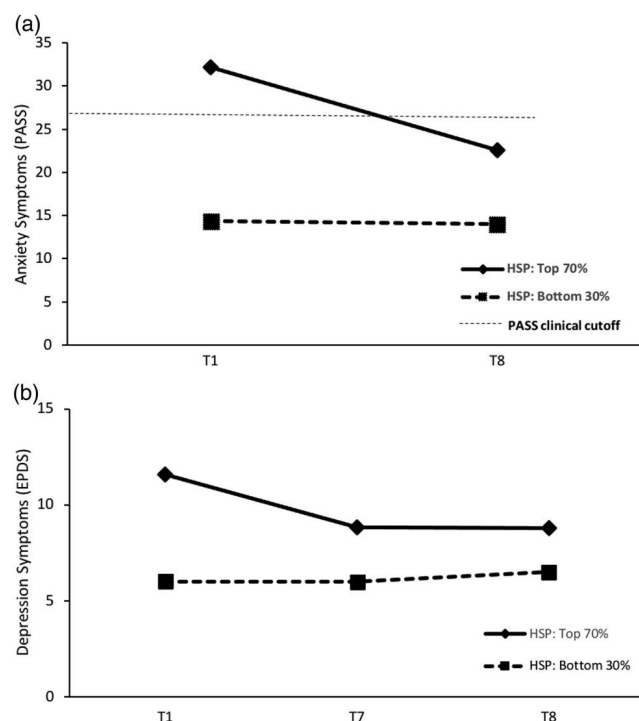 (a)
35
30
25
20
15
10
5
0
Anxiety Symptoms (PASS)
HSP: Top 70%
HSP: Bottom 30%
PASS clinical cutoff
T1 T8
(b)
15
10
5
0
Depression Symptoms (EPDS)
HSP: Top 70%
HSP: Bottom 30%
T1 T7 T8